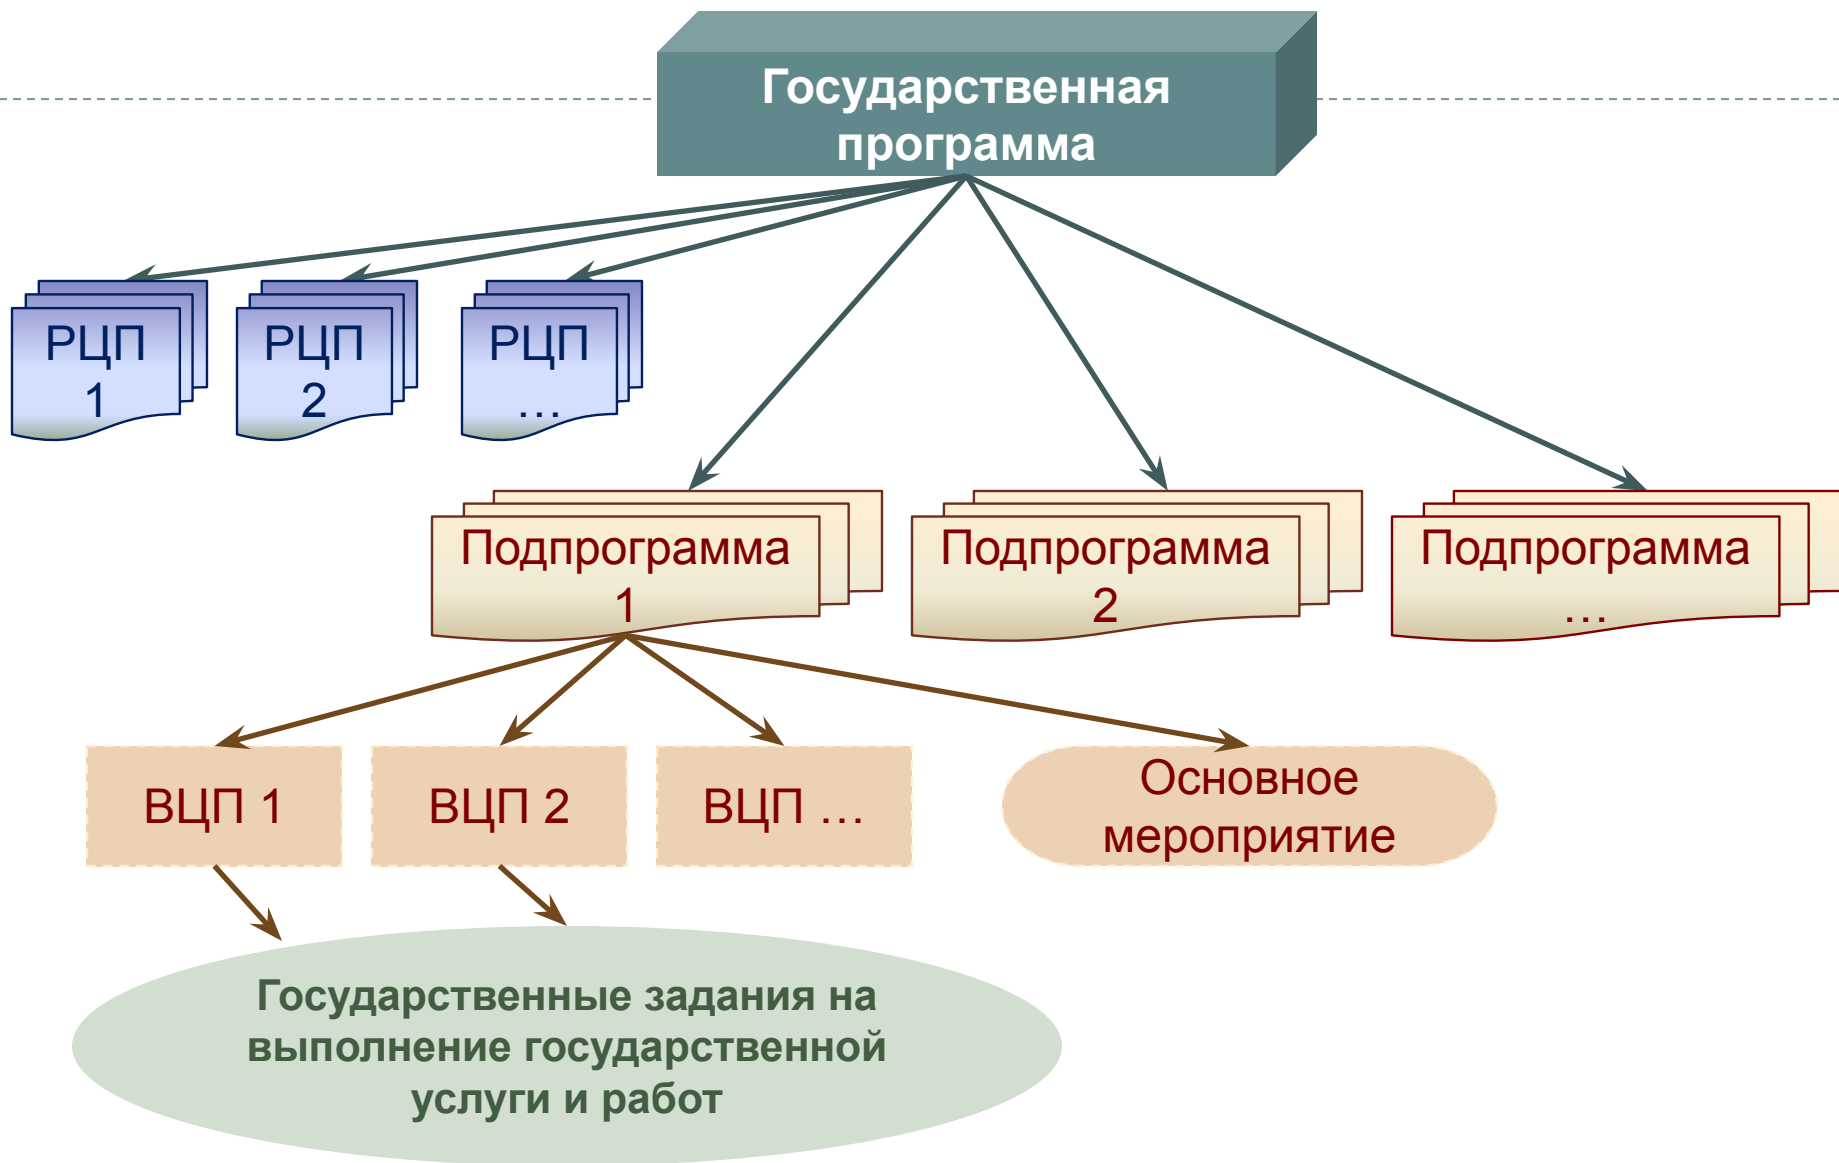 Государственная
программа
РЦП
1
РЦП
2
РЦП
…
Подпрограмма
1
Подпрограмма
2
Подпрограмма
…
ВЦП 1
ВЦП 2
ВЦП …
Основное
мероприятие
Государственные задания на
выполнение государственной
услуги и работ